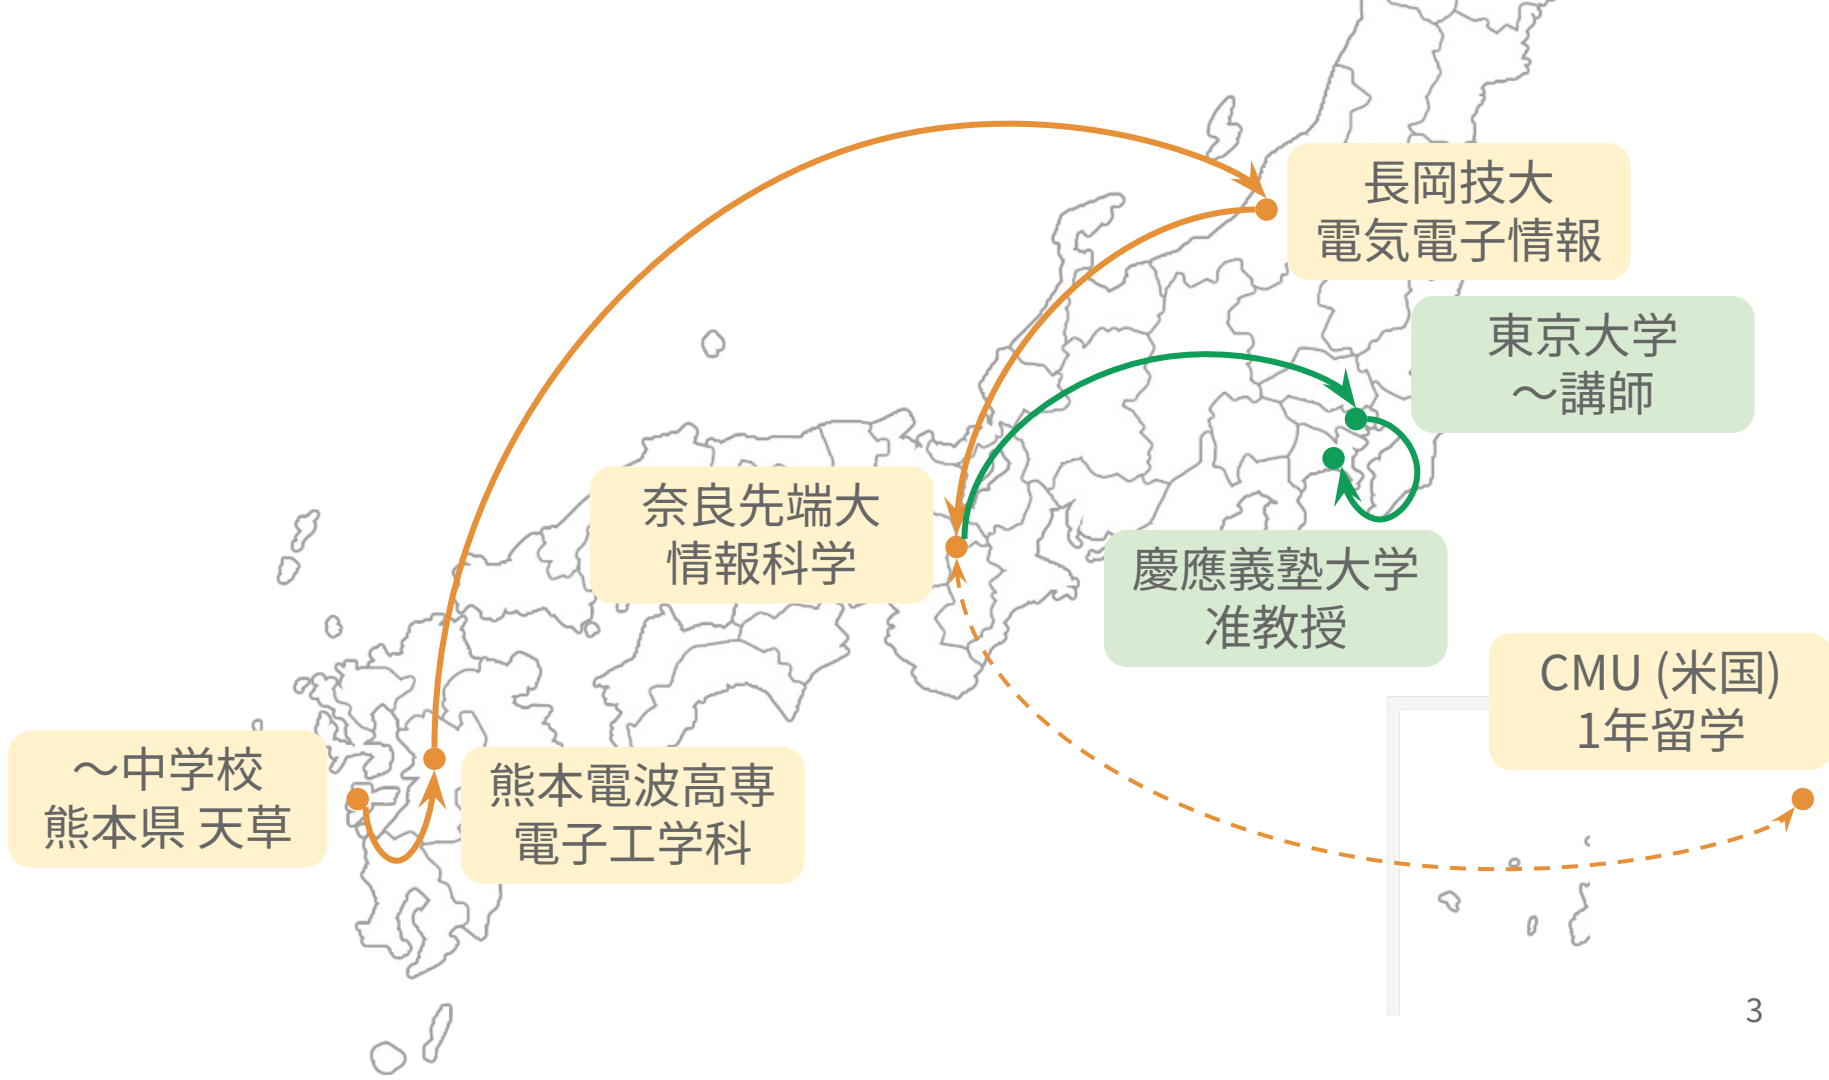 長岡技大
電気電子情報
東京大学
～講師
奈良先端大
情報科学
慶應義塾大学
准教授
CMU (米国)
1年留学
～中学校
熊本県 天草
熊本電波高専
電子工学科
3